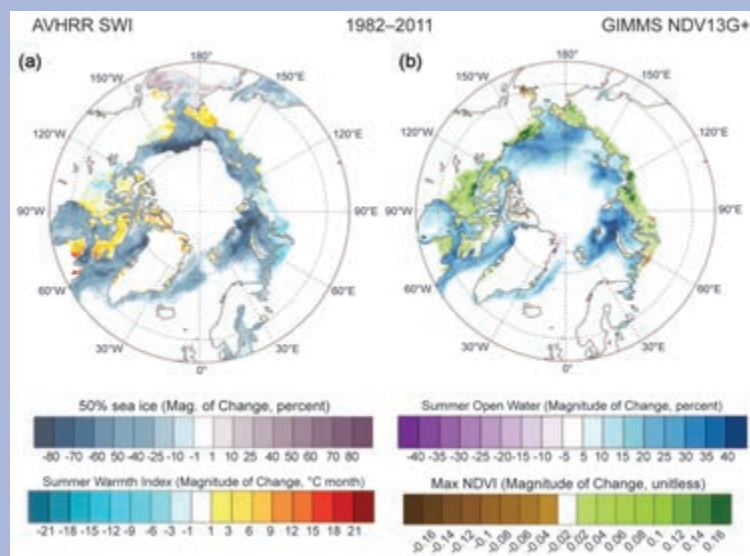 AVHRR SWI 1982–2011 GIMMS NDV13G+
(a) (b)
180° 180°
150°W 150°E 150°W 150°E
120°W 120°E 120°W 120°E
90°W 90°E 90°W 90°E
60°W 60°E 60°W 60°E
30°W 30°E 30°W 30°E
0° 0°
50% sea ice (Mag. of Change, percent)
-80 -70 -60 -50 -40 -25 -10 -1 1 10 20 30 40 50 60 70 80
Summer Warmth Index (Magnitude of Change, °C month)
-21 -18 -15 -12 -9 -6 -3 -1 1 3 6 9 12 15 18 21
Summer Open Water (Magnitude of Change, percent)
-40 -35 -30 -25 -20 -15 -10 -5 5 10 15 20 25 30 35 40
Max NDVI (Magnitude of Change, unitless)
-0.16 -0.14 -0.12 -0.1 -0.08 -0.06 -0.04 -0.02 0.02 0.04 0.06 0.08 0.1 0.12 0.14 0.16